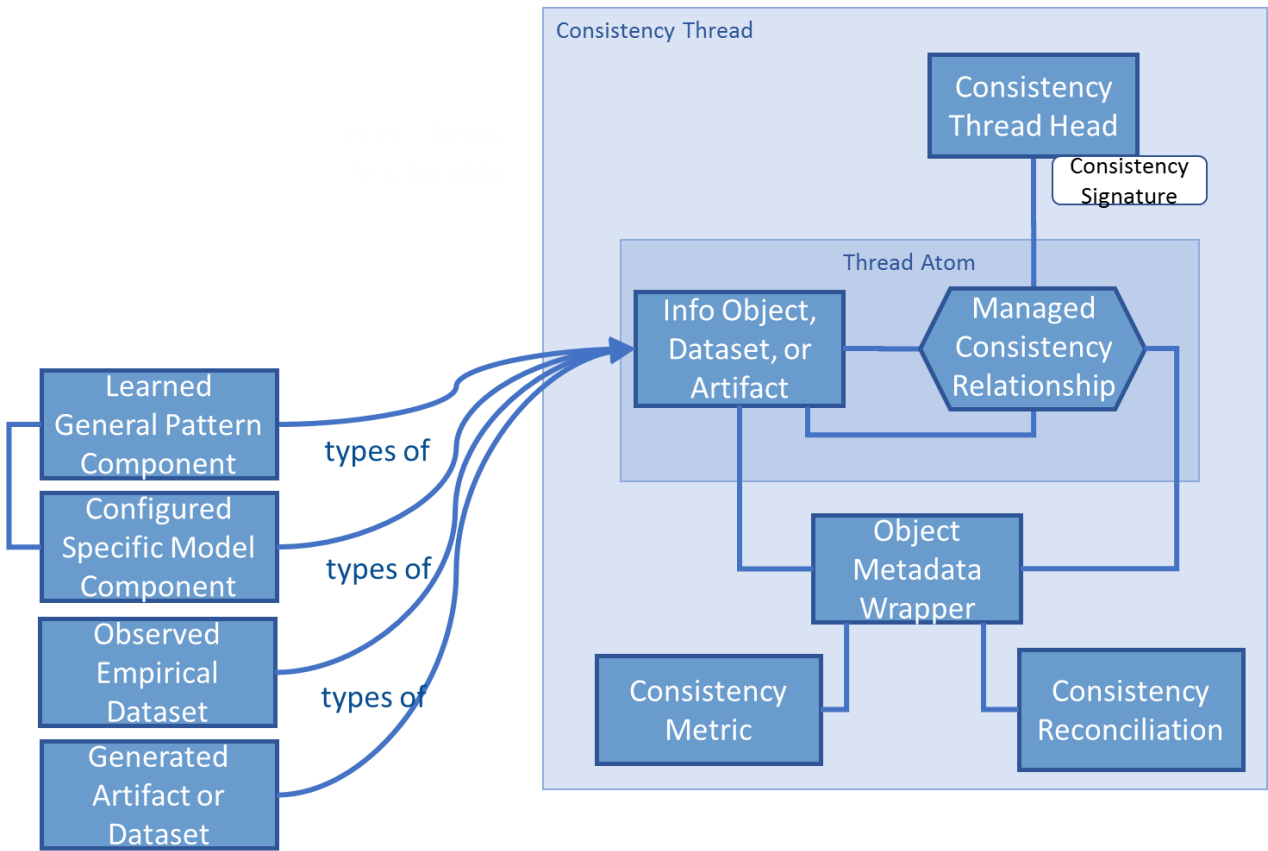 Consistency Thread
Consistency
Thread Head
Consistency
Signature
Thread Atom
Info Object,
Dataset, or
Artifact
Managed
Consistency
Relationship
Learned
General Pattern
Component
types of
Configured
Specific Model
Component
types of
Object
Metadata
Wrapper
Observed
Empirical
Dataset
types of
Consistency
Metric
Consistency
Reconciliation
Generated
Artifact or
Dataset